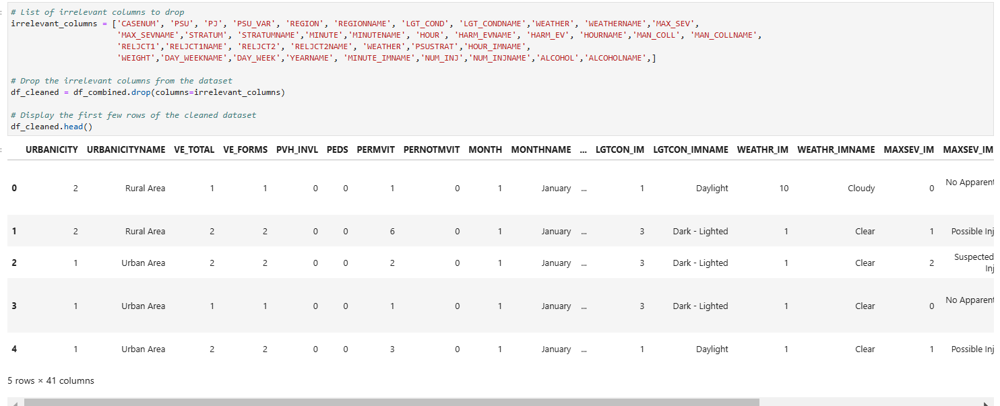 # List of irrelevant columns to drop
irrelevant_columns = ['CASENUM', 'PSU', 'PJ', 'PSU_VAR', 'REGION', 'REGIONNAME', 'LGT_COND', 'LGT_CONDNAME','WEATHER', 'WEATHERNAME','MAX_SEV',
'MAX_SEVNAME','STRATUM', 'STRATUMNAME','MINUTE','MINUTENAME', 'HOUR', 'HARM_EVNAME', 'HARM_EV', 'HOURNAME','MAN_COLL', 'MAN_COLLNAME',
'RELJCT1','RELJCT1NAME', 'RELJCT2', 'RELJCT2NAME', 'WEATHER','PSUSTRAT','HOUR_IMNAME',
'WEIGHT','DAY_WEEKNAME','DAY_WEEK','YEARNAME', 'MINUTE_IMNAME','NUM_INJ','NUM_INJNAME','ALCOHOL','ALCOHOLNAME',]
# Drop the irrelevant columns from the dataset
df_cleaned = df_combined.drop(columns=irrelevant_columns)
# Display the first few rows of the cleaned dataset
df_cleaned.head()
URBANICITY URBANICITYNAME VE_TOTAL VE_FORMS PVH_INVL PEDS PERMVIT PERNOTMVIT MONTH MONTHNAME ... LGTCON_IM LGTCON_IMNAME WEATHR_IM WEATHR_IMNAME MAXSEV_IM MAXSEV_IM
0 2 Rural Area 1 1 0 0 1 0 1 January ... 1 Daylight 10 Cloudy 0 No Apparent
1 2 Rural Area 2 2 0 0 6 0 1 January ... 3 Dark - Lighted 1 Clear 1 Possible Inj
2 1 Urban Area 2 2 0 0 2 0 1 January ... 3 Dark - Lighted 1 Clear 2 Suspected
Inj
3 1 Urban Area 1 1 0 0 1 0 1 January ... 3 Dark - Lighted 1 Clear 0 No Apparent
4 1 Urban Area 2 2 0 0 3 0 1 January ... 1 Daylight 1 Clear 1 Possible Inj
5 rows × 41 columns